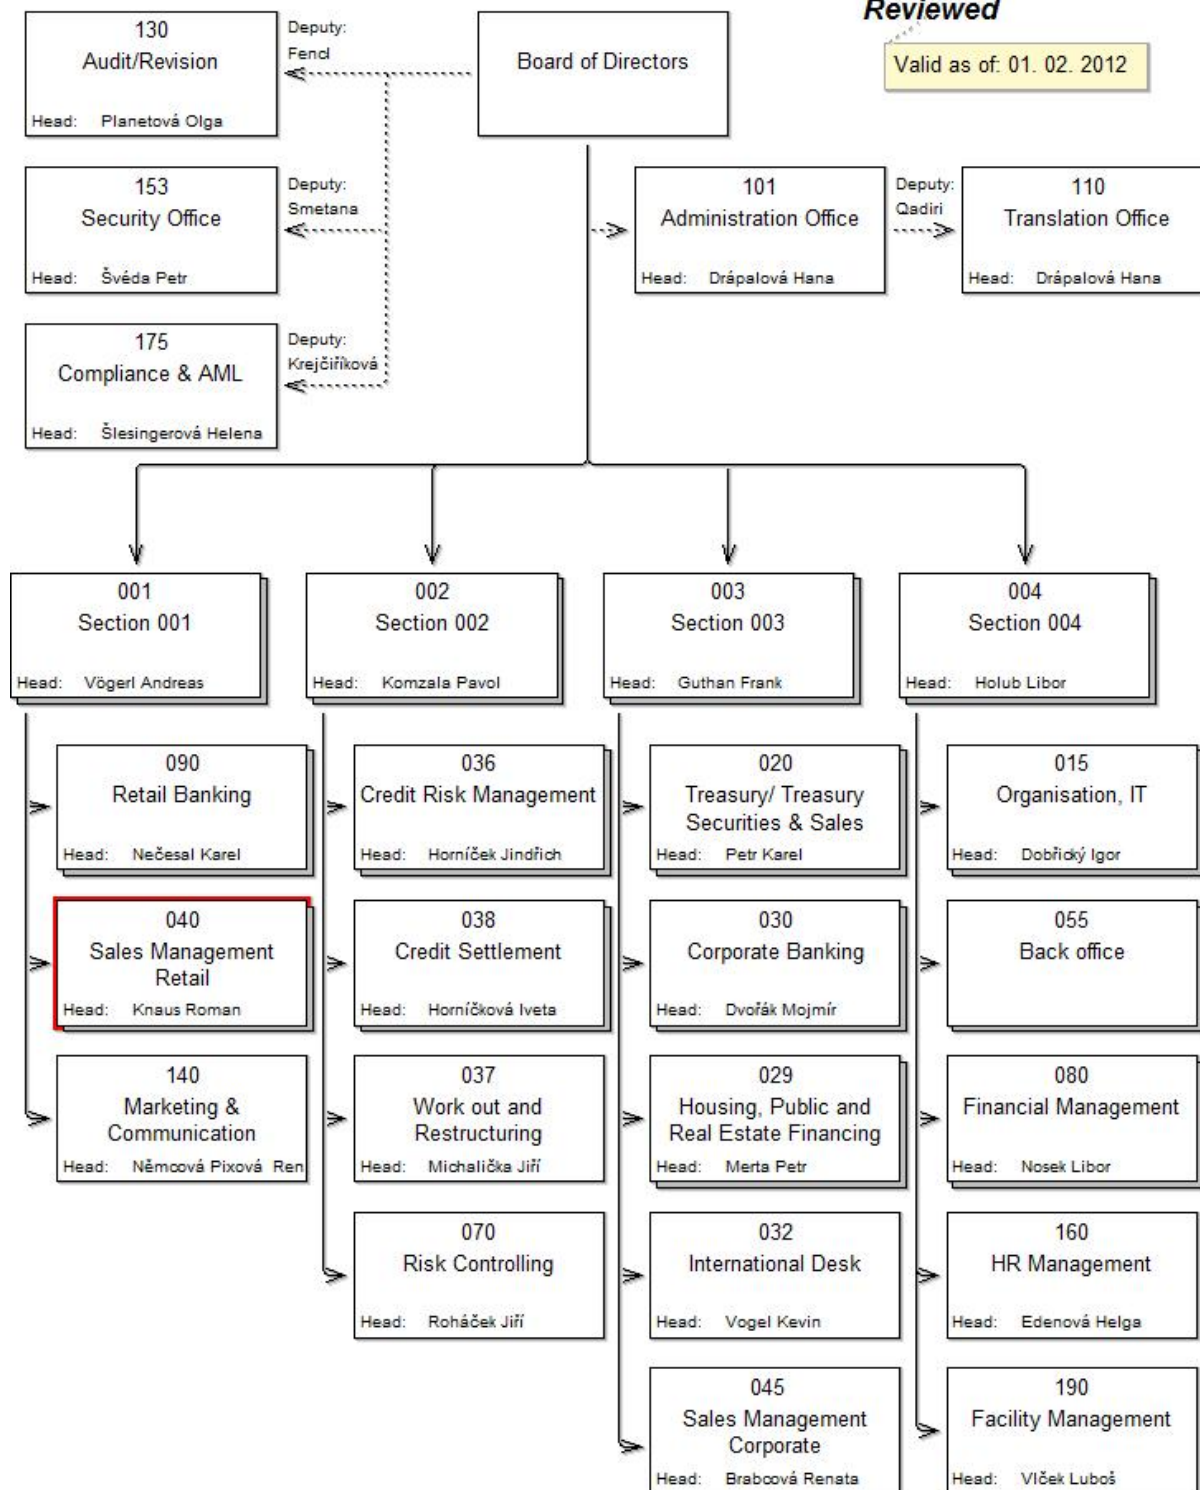 Reviewed
Valid as of: 01. 02. 2012
130
Audit/Revision
Head: Planetová Olga
Deputy:
Fencl
Board of Directors
153
Security Office
Head: Švéda Petr
Deputy:
Smetana
101
Administration Office
Head: Drápalová Hana
Deputy:
Qadiri
110
Translation Office
Head: Drápalová Hana
175
Compliance & AML
Head: Šlesingerová Helena
Deputy:
Krejčiříková
001
Section 001
Head: Vögerl Andreas
002
Section 002
Head: Komzala Pavol
003
Section 003
Head: Guthan Frank
004
Section 004
Head: Holub Libor
090
Retail Banking
Head: Nečesal Karel
036
Credit Risk Management
Head: Horníček Jindřich
020
Treasury/ Treasury
Securities & Sales
Head: Petr Karel
015
Organisation, IT
Head: Dobřický Igor
040
Sales Management
Retail
Head: Knaus Roman
038
Credit Settlement
Head: Horníčková Iveta
030
Corporate Banking
Head: Dvořák Mojmír
055
Back office
140
Marketing &
Communication
Head: Němcová Pixová Ren
037
Work out and
Restructuring
Head: Michalička Jiří
029
Housing, Public and
Real Estate Financing
Head: Merta Petr
080
Financial Management
Head: Nosek Libor
070
Risk Controlling
Head: Roháček Jiří
032
International Desk
Head: Vogel Kevin
160
HR Management
Head: Edenová Helga
045
Sales Management
Corporate
Head: Brabcová Renata
190
Facility Management
Head: Vlček Luboš